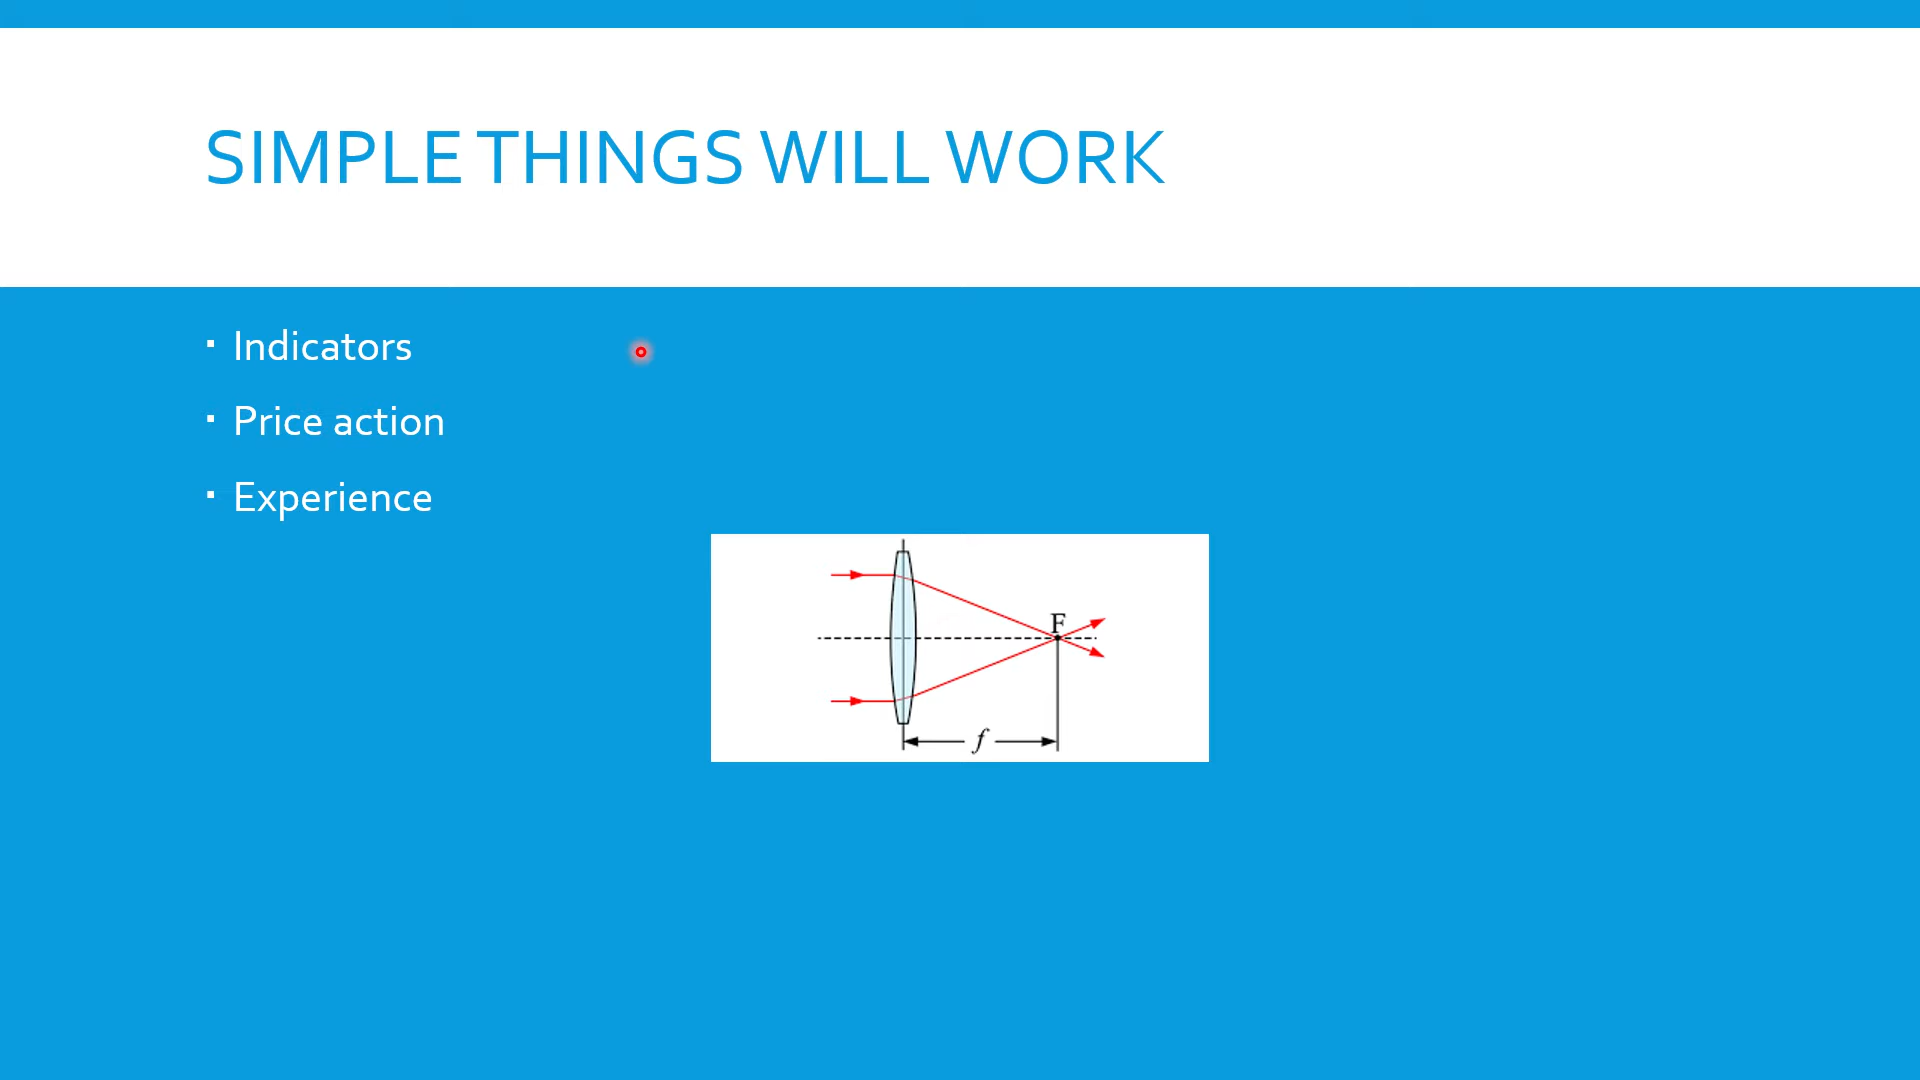 SIMPLE THINGS WILL WORK
▪ Indicators
▪ Price action
▪ Experience
F
f